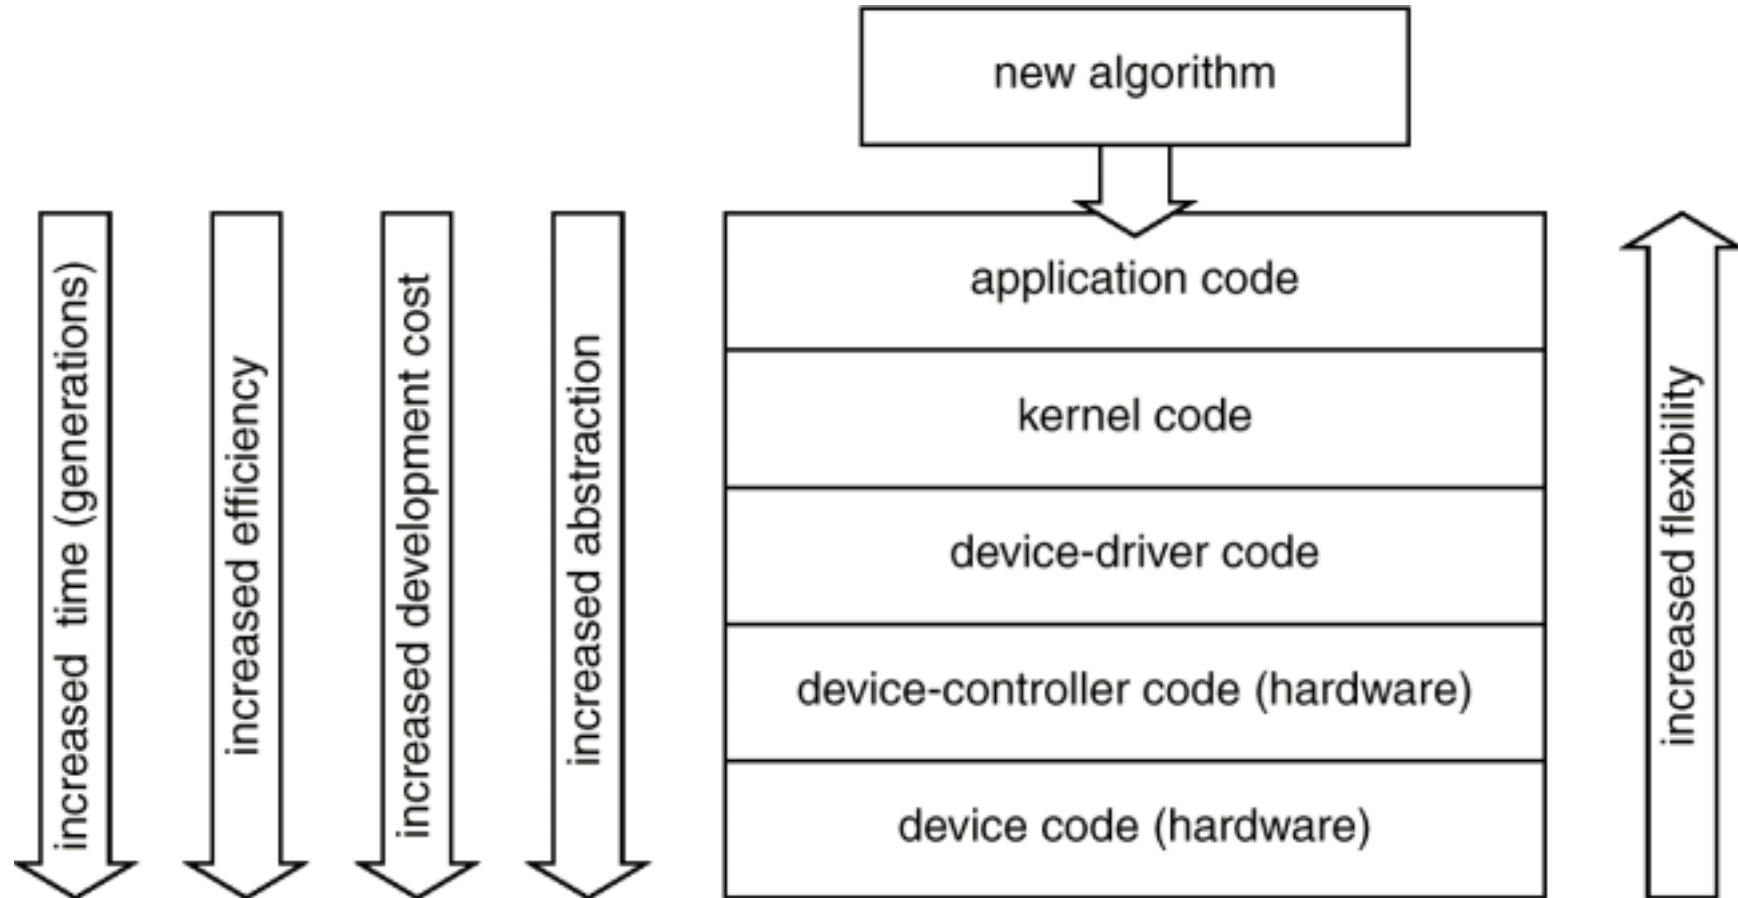 new algorithm
increased time (generations)
increased efficiency
increased development cost
increased abstraction
application code
kernel code
device-driver code
device-controller code (hardware)
device code (hardware)
increased flexibility